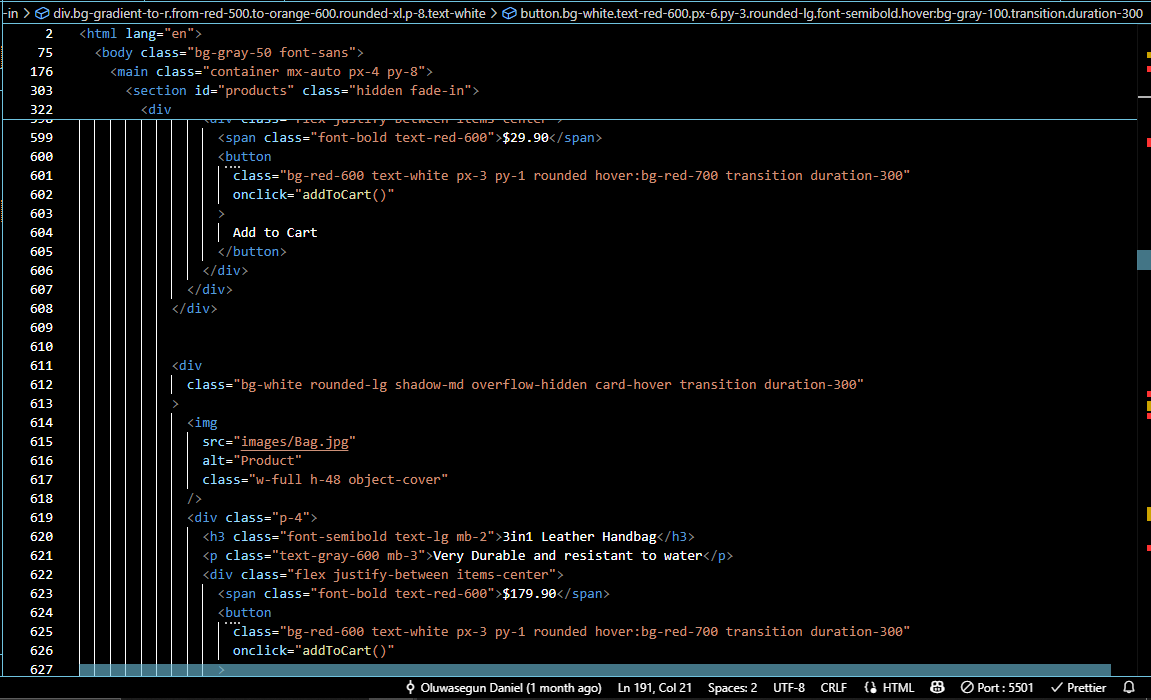 -in > div.bg-gradient-to-r.from-red-500.to-orange-600.rounded-xl.p-8.text-white > button.bg-white.text-red-600.px-6.py-3.rounded-lg.font-semibold.hover:bg-gray-100.transition.duration-300
2 <html lang="en">
75 <body class="bg-gray-50 font-sans">
176 <main class="container mx-auto px-4 py-8">
303 <section id="products" class="hidden fade-in">
322 <div
598 <div class="flex justify-between items-center">
599 <span class="font-bold text-red-600">$29.90</span>
600 <button
601 class="bg-red-600 text-white px-3 py-1 rounded hover:bg-red-700 transition duration-300"
602 onclick="addToCart()"
603 >
604 Add to Cart
605 </button>
606 </div>
607 </div>
608 </div>
609
610
611 <div
612 class="bg-white rounded-lg shadow-md overflow-hidden card-hover transition duration-300"
613 >
614 <img
615 src="images/Bag.jpg"
616 alt="Product"
617 class="w-full h-48 object-cover"
618 />
619 <div class="p-4">
620 <h3 class="font-semibold text-lg mb-2">3in1 Leather Handbag</h3>
621 <p class="text-gray-600 mb-3">Very Durable and resistant to water</p>
622 <div class="flex justify-between items-center">
623 <span class="font-bold text-red-600">$179.90</span>
624 <button
625 class="bg-red-600 text-white px-3 py-1 rounded hover:bg-red-700 transition duration-300"
626 onclick="addToCart()"
627 >
Oluwasegun Daniel (1 month ago) Ln 191, Col 21 Spaces: 2 UTF-8 CRLF HTML Port : 5501 Prettier